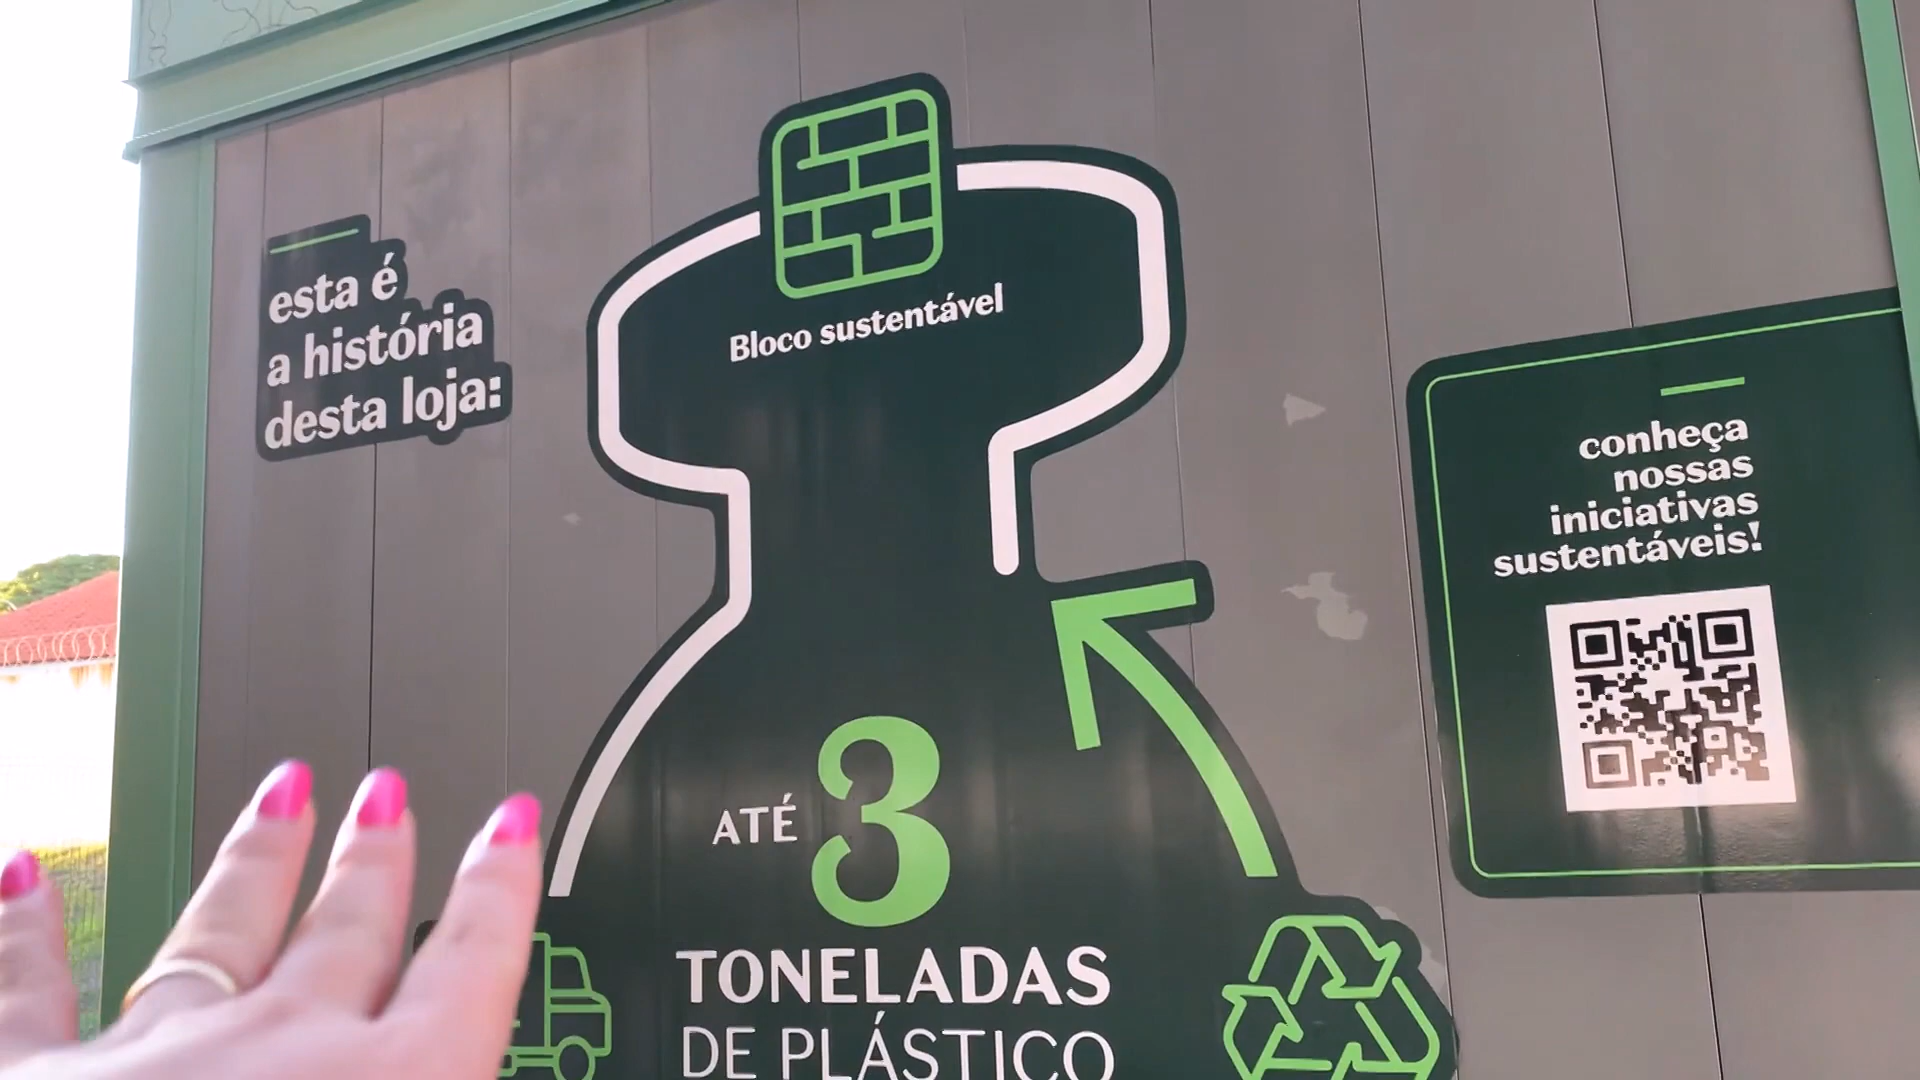 esta é
a história
desta loja:
Bloco sustentável
ATÉ 3
TONELADAS
DE PLÁSTICO
conheça
nossas
iniciativas
sustentáveis!